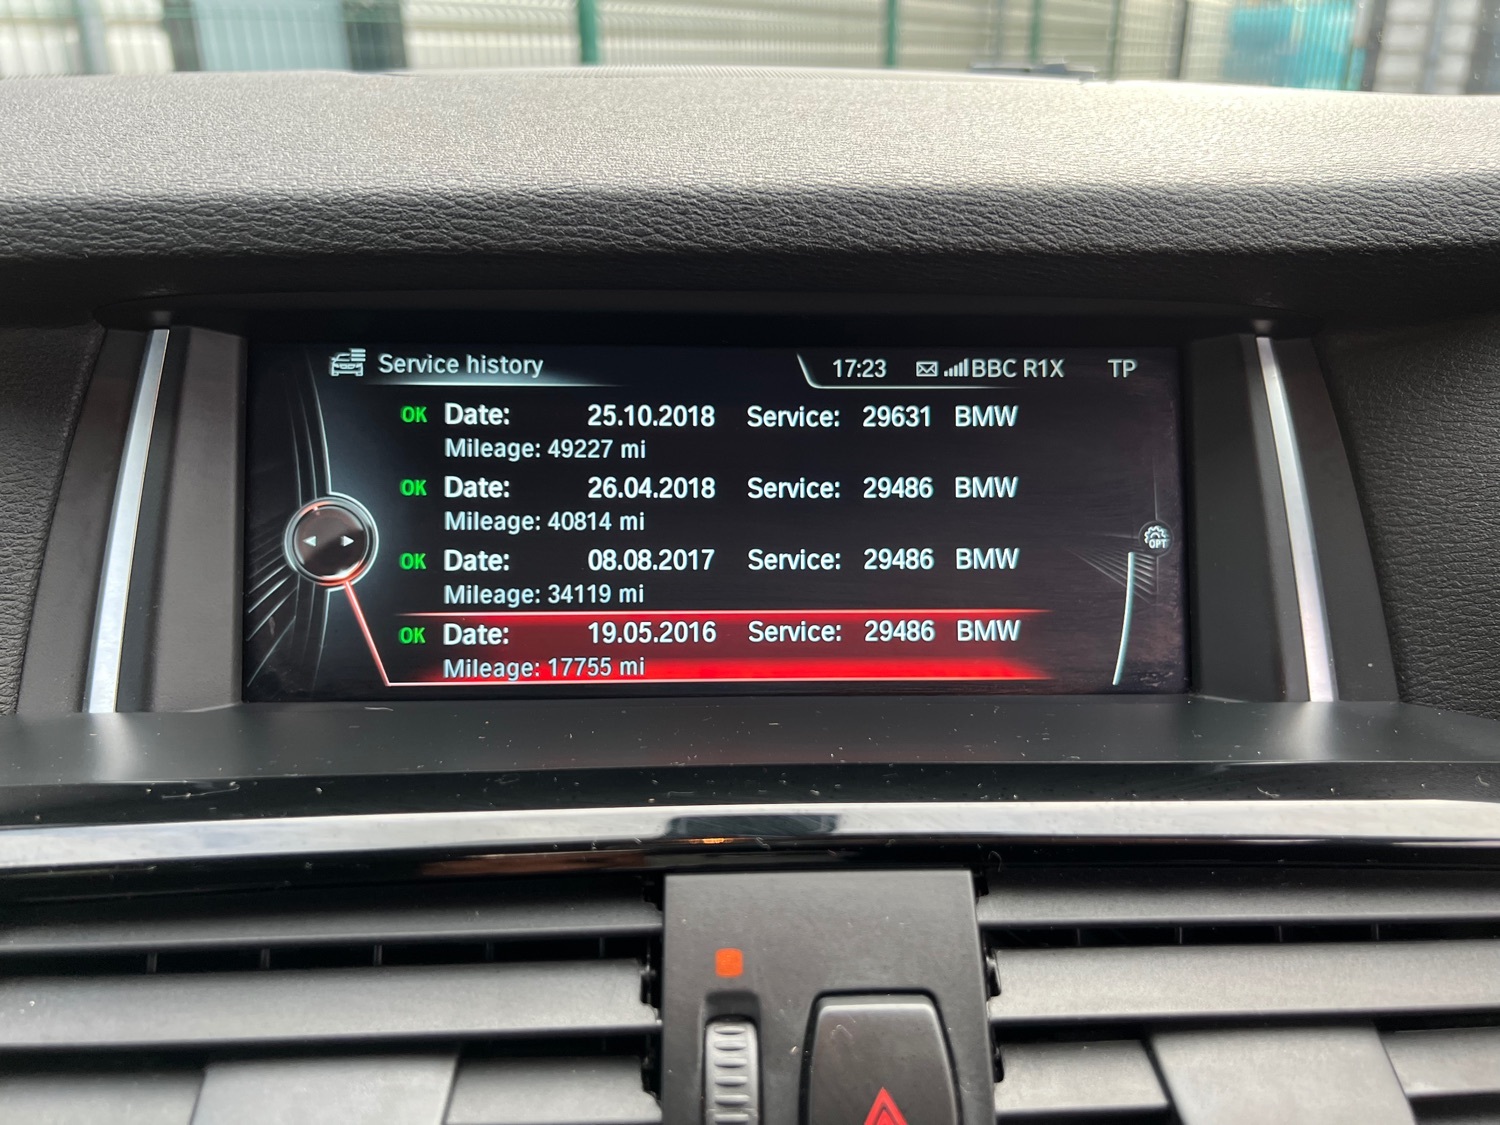 Service history 17:23 BBC R1X TP
OK Date: 25.10.2018 Service: 29631 BMW
Mileage: 49227 mi
OK Date: 26.04.2018 Service: 29486 BMW
Mileage: 40814 mi
OK Date: 08.08.2017 Service: 29486 BMW
OPT
Mileage: 34119 mi
OK Date: 19.05.2016 Service: 29486 BMW
Mileage: 17755 mi